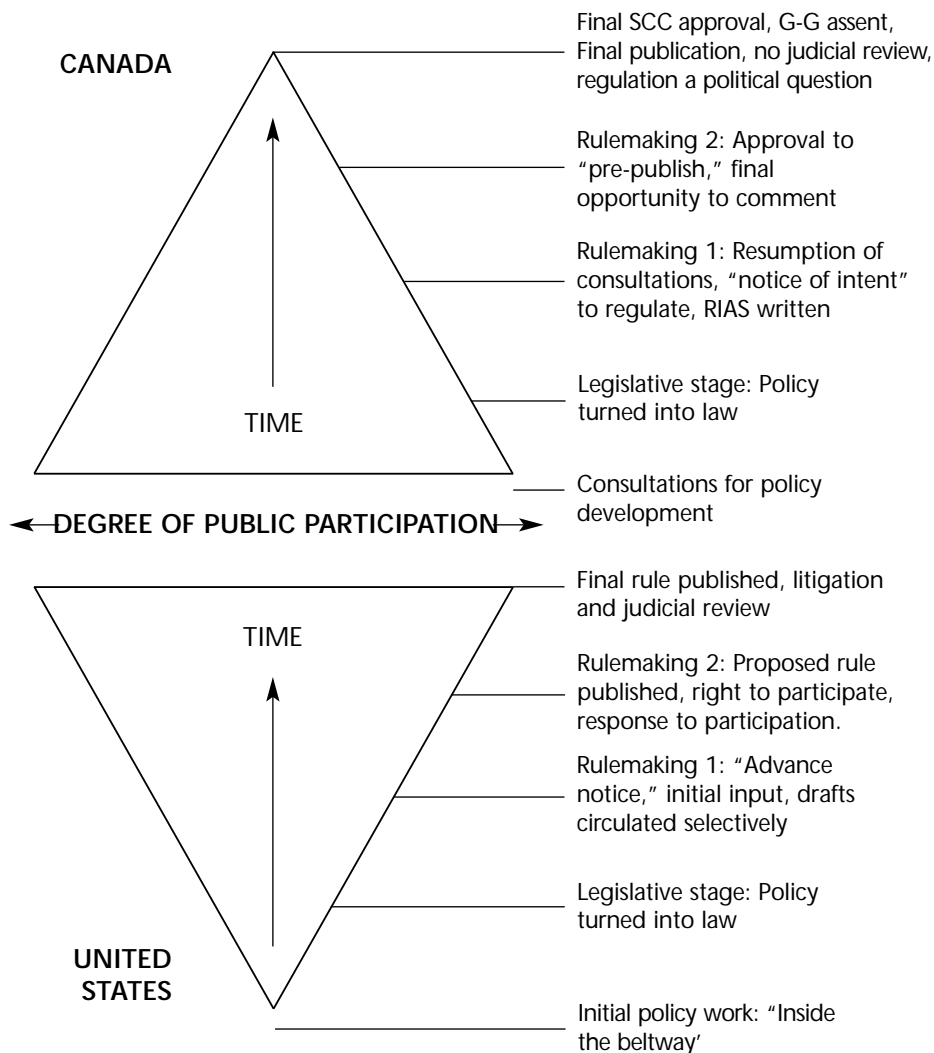 CANADA
Final SCC approval, G-G assent,
Final publication, no judicial review,
regulation a political question
Rulemaking 2: Approval to
“pre-publish,” final
opportunity to comment
Rulemaking 1: Resumption of
consultations, “notice of intent”
to regulate, RIAS written
Legislative stage: Policy
turned into law
TIME
Consultations for policy
development
DEGREE OF PUBLIC PARTICIPATION
Final rule published, litigation
and judicial review
TIME
Rulemaking 2: Proposed rule
published, right to participate,
response to participation.
Rulemaking 1: “Advance
notice,” initial input, drafts
circulated selectively
Legislative stage: Policy
turned into law
UNITED
STATES
Initial policy work: “Inside
the beltway’